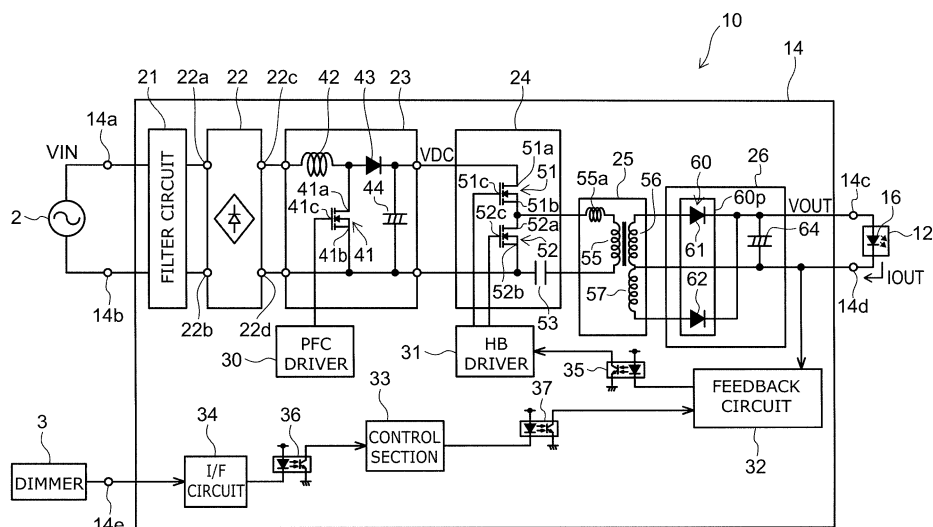 10
14
21
22a
22
22c
42
43
23
24
14a
VIN
VDC
51a
51
51c
51b
41a
41c
44
41
41b
52c
52a
52
52b
53
2
FILTER CIRCUIT
14b
22b
22d
25
55a
56
55
57
60
60p
26
61
62
64
VOUT
14c
16
12
IOUT
14d
30
PFC
DRIVER
31
HB
DRIVER
35
FEEDBACK
CIRCUIT
32
33
CONTROL
SECTION
37
36
34
I/F
CIRCUIT
3
DIMMER
14e